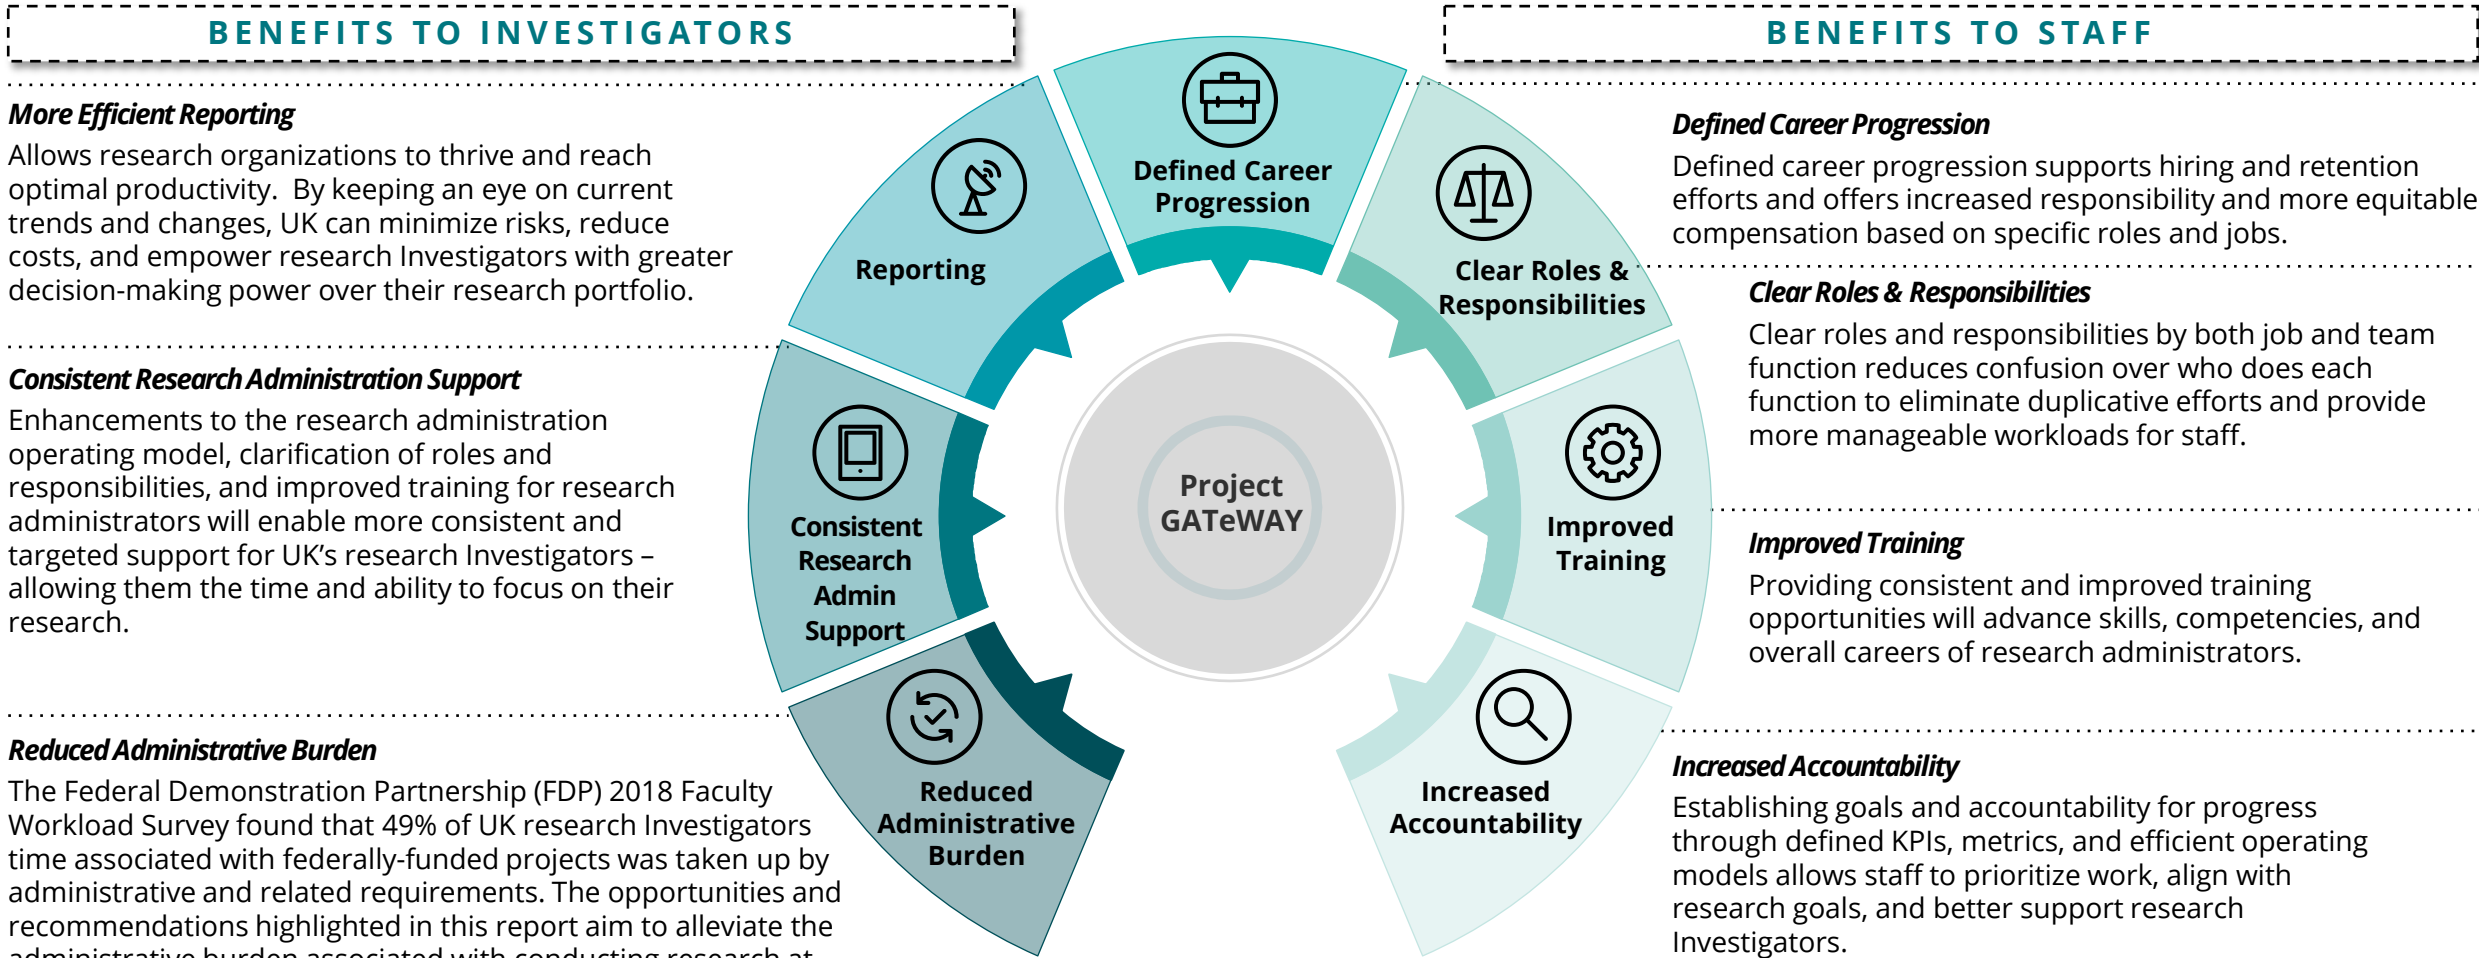 BENEFITS TO INVESTIGATORS
More Efficient Reporting
Allows research organizations to thrive and reach
optimal productivity. By keeping an eye on current
trends and changes, UK can minimize risks, reduce
costs, and empower research Investigators with greater
decision-making power over their research portfolio.
Consistent Research Administration Support
Enhancements to the research administration
operating model, clarification of roles and
responsibilities, and improved training for research
administrators will enable more consistent and
targeted support for UK's research Investigators –
allowing them the time and ability to focus on their
research.
Reduced Administrative Burden
The Federal Demonstration Partnership (FDP) 2018 Faculty
Workload Survey found that 49% of UK research Investigators
time associated with federally-funded projects was taken up by
administrative and related requirements. The opportunities and
recommendations highlighted in this report aim to alleviate the
administrative burden associated with conducting research at
Defined Career
Progression
Reporting
Clear Roles &
Responsibilities
Consistent
Research
Admin
Support
Project
GATeWAY
Improved
Training
Reduced
Administrative
Burden
Increased
Accountability
BENEFITS TO STAFF
Defined Career Progression
Defined career progression supports hiring and retention
efforts and offers increased responsibility and more equitable
compensation based on specific roles and jobs.
Clear Roles & Responsibilities
Clear roles and responsibilities by both job and team
function reduces confusion over who does each
function to eliminate duplicative efforts and provide
more manageable workloads for staff.
Improved Training
Providing consistent and improved training
opportunities will advance skills, competencies, and
overall careers of research administrators.
Increased Accountability
Establishing goals and accountability for progress
through defined KPIs, metrics, and efficient operating
models allows staff to prioritize work, align with
research goals, and better support research
Investigators.